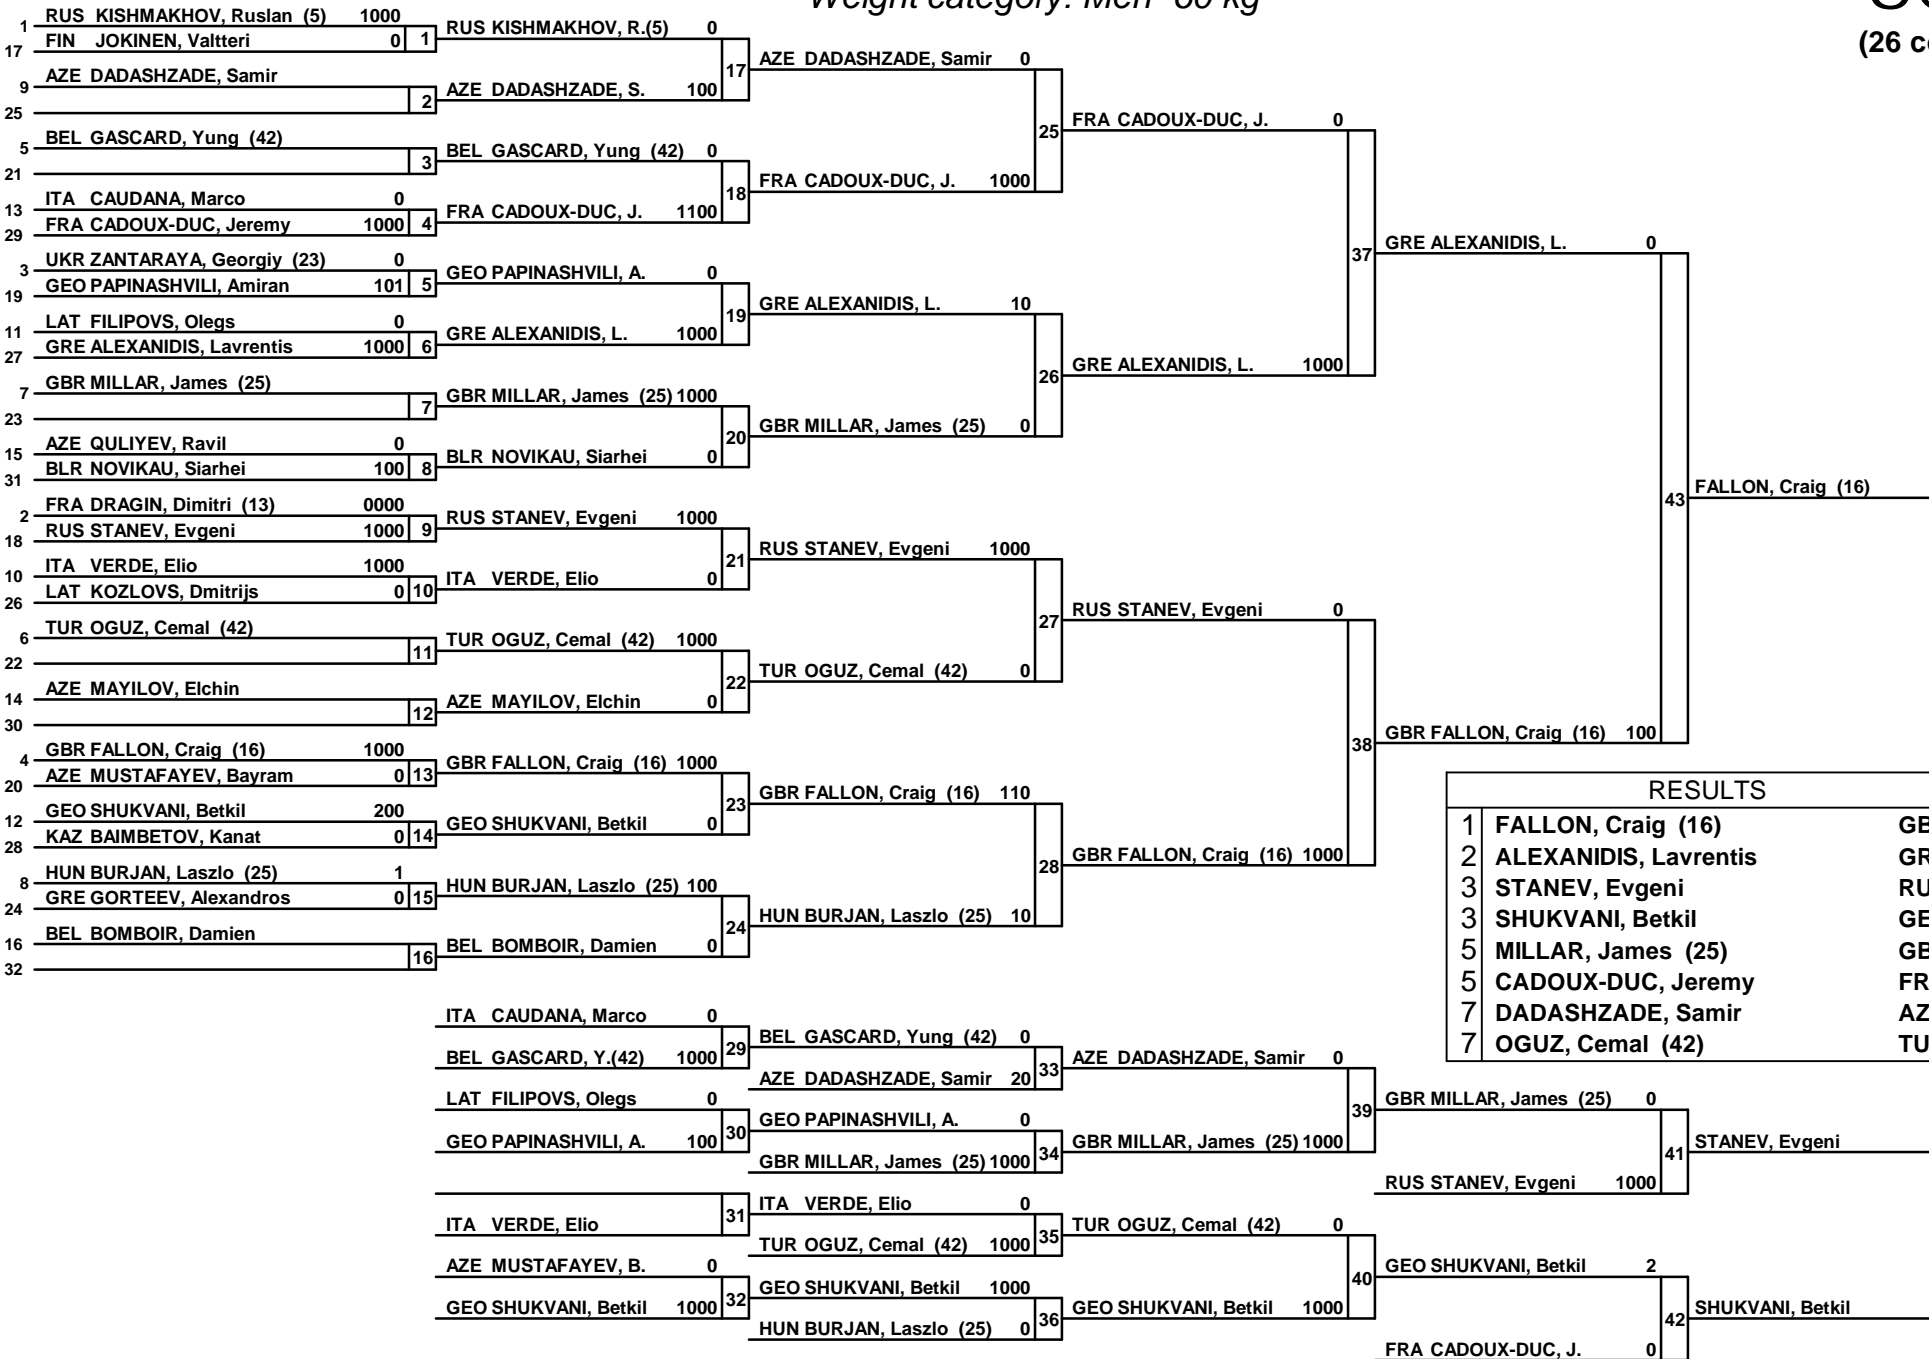 Weight category: Men -60 kg
(26 c
1 RUS KISHMAKHOV, Ruslan (5) 1000
17 FIN JOKINEN, Valtteri 0 1
9 AZE DADASHZADE, Samir
25 2
5 BEL GASCARD, Yung (42)
21 3
13 ITA CAUDANA, Marco 0
29 FRA CADOUX-DUC, Jeremy 1000 4
3 UKR ZANTARAYA, Georgiy (23) 0
19 GEO PAPINASHVILI, Amiran 101 5
11 LAT FILIPOVS, Olegs 0
27 GRE ALEXANIDIS, Lavrentis 1000 6
7 GBR MILLAR, James (25)
23 7
15 AZE QULIYEV, Ravil 0
31 BLR NOVIKAU, Siarhei 100 8
2 FRA DRAGIN, Dimitri (13) 0000
18 RUS STANEV, Evgeni 1000 9
10 ITA VERDE, Elio 1000
26 LAT KOZLOVS, Dmitrijs 0 10
6 TUR OGUZ, Cemal (42)
22 11
14 AZE MAYILOV, Elchin
30 12
4 GBR FALLON, Craig (16) 1000
20 AZE MUSTAFAYEV, Bayram 0 13
12 GEO SHUKVANI, Betkil 200
28 KAZ BAIMBETOV, Kanat 0 14
8 HUN BURJAN, Laszlo (25) 1
24 GRE GORTEEV, Alexandros 0 15
16 BEL BOMBOIR, Damien
32 16
RUS KISHMAKHOV, R.(5) 0
17
AZE DADASHZADE, S. 100
BEL GASCARD, Yung (42) 0
18
FRA CADOUX-DUC, J. 1100
GEO PAPINASHVILI, A. 0
19
GRE ALEXANIDIS, L. 1000
GBR MILLAR, James (25) 1000
20
BLR NOVIKAU, Siarhei 0
RUS STANEV, Evgeni 1000
21
ITA VERDE, Elio 0
TUR OGUZ, Cemal (42) 1000
22
AZE MAYILOV, Elchin 0
GBR FALLON, Craig (16) 1000
23
GEO SHUKVANI, Betkil 0
HUN BURJAN, Laszlo (25) 100
24
BEL BOMBOIR, Damien 0
AZE DADASHZADE, Samir 0
25
FRA CADOUX-DUC, J. 1000
GRE ALEXANIDIS, L. 10
26
GBR MILLAR, James (25) 0
RUS STANEV, Evgeni 1000
27
TUR OGUZ, Cemal (42) 0
GBR FALLON, Craig (16) 110
28
HUN BURJAN, Laszlo (25) 10
FRA CADOUX-DUC, J. 0
37
GRE ALEXANIDIS, L. 1000
RUS STANEV, Evgeni 0
38
GBR FALLON, Craig (16) 1000
GRE ALEXANIDIS, L. 0
43
GBR FALLON, Craig (16) 100
FALLON, Craig (16)
RESULTS
1 FALLON, Craig (16) GB
2 ALEXANIDIS, Lavrentis GR
3 STANEV, Evgeni RU
3 SHUKVANI, Betkil GE
5 MILLAR, James (25) GB
5 CADOUX-DUC, Jeremy FR
7 DADASHZADE, Samir AZ
7 OGUZ, Cemal (42) TU
ITA CAUDANA, Marco 0
29
BEL GASCARD, Y.(42) 1000
LAT FILIPOVS, Olegs 0
30
GEO PAPINASHVILI, A. 100
31
ITA VERDE, Elio
AZE MUSTAFAYEV, B. 0
32
GEO SHUKVANI, Betkil 1000
BEL GASCARD, Yung (42) 0
33
AZE DADASHZADE, Samir 20
GEO PAPINASHVILI, A. 0
34
GBR MILLAR, James (25) 1000
ITA VERDE, Elio 0
35
TUR OGUZ, Cemal (42) 1000
GEO SHUKVANI, Betkil 1000
36
HUN BURJAN, Laszlo (25) 0
AZE DADASHZADE, Samir 0
39
GBR MILLAR, James (25) 1000
TUR OGUZ, Cemal (42) 0
40
GEO SHUKVANI, Betkil 1000
GBR MILLAR, James (25) 0
41
RUS STANEV, Evgeni 1000
GEO SHUKVANI, Betkil 2
42
FRA CADOUX-DUC, J. 0
STANEV, Evgeni
SHUKVANI, Betkil